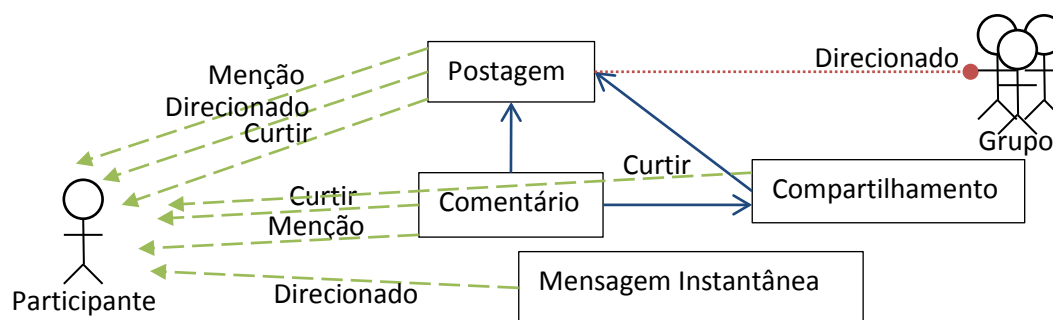 Direcionado
Menção
Postagem
Direcionado
Curtir
Grupo
Curtir
Compartilhamento
Curtir
Comentário
Menção
Mensagem Instantânea
Direcionado
Participante